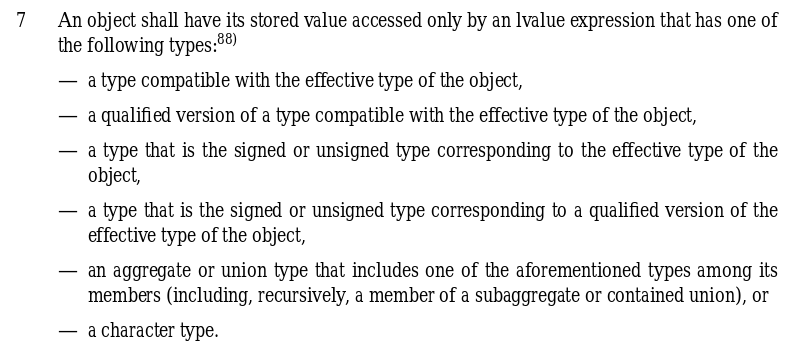 7 An object shall have its stored value accessed only by an lvalue expression that has one of
the following types:88)
— a type compatible with the effective type of the object,
— a qualified version of a type compatible with the effective type of the object,
— a type that is the signed or unsigned type corresponding to the effective type of the
object,
— a type that is the signed or unsigned type corresponding to a qualified version of the
effective type of the object,
— an aggregate or union type that includes one of the aforementioned types among its
members (including, recursively, a member of a subaggregate or contained union), or
— a character type.